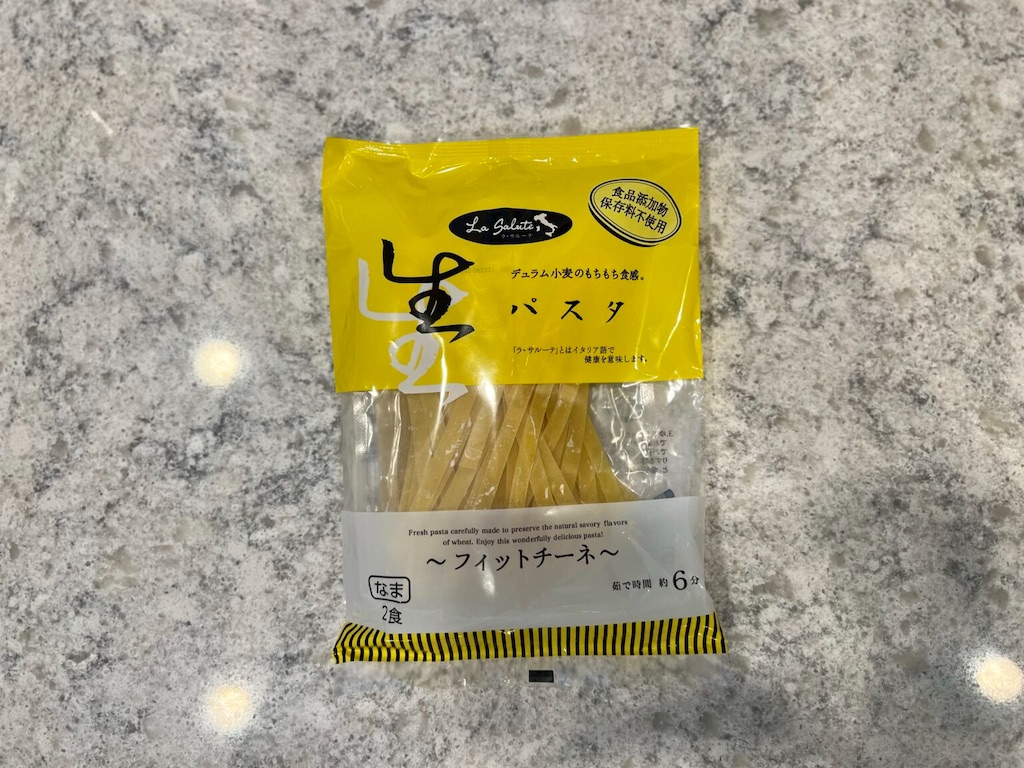 La Salute
ラ・サルーテ
食品添加物
保存料不使用
生
デュラム小麦のもちもち食感。
パスタ
「ラ・サルーテ」とはイタリア語で
健康を意味します。
Fresh pasta carefully made to preserve the natural savory flavors
of wheat. Enjoy this wonderfully delicious pasta!
～フィットチーネ～
茹で時間 約6分
なま
2食